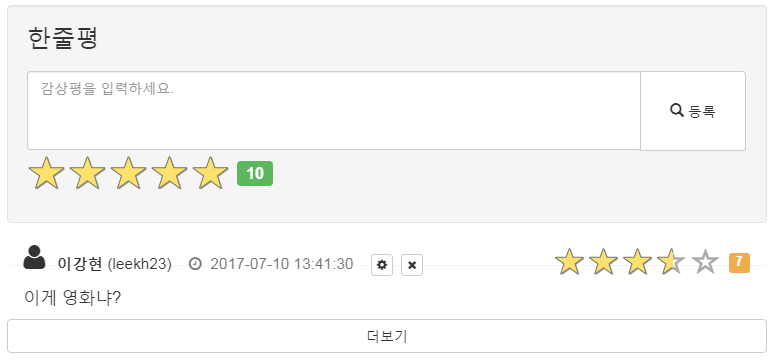 한줄평
감상평을 입력하세요.
등록
10
이강현 (leekh23) 2017-07-10 13:41:30 7
이게 영화냐?
더보기